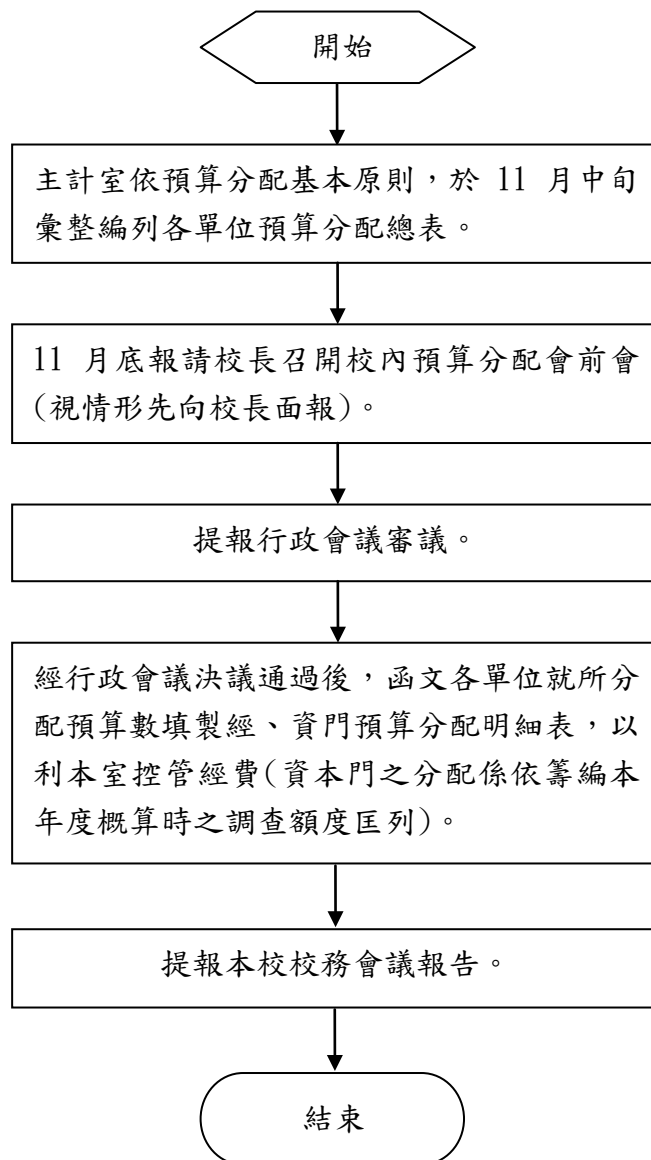 開始
主計室依預算分配基本原則，於 11 月中旬
彙整編列各單位預算分配總表。
11 月底報請校長召開校內預算分配會前會
(視情形先向校長面報)。
提報行政會議審議。
經行政會議決議通過後，函文各單位就所分
配預算數填製經、資門預算分配明細表，以
利本室控管經費(資本門之分配係依籌編本
年度概算時之調查額度匡列)。
提報本校校務會議報告。
結束